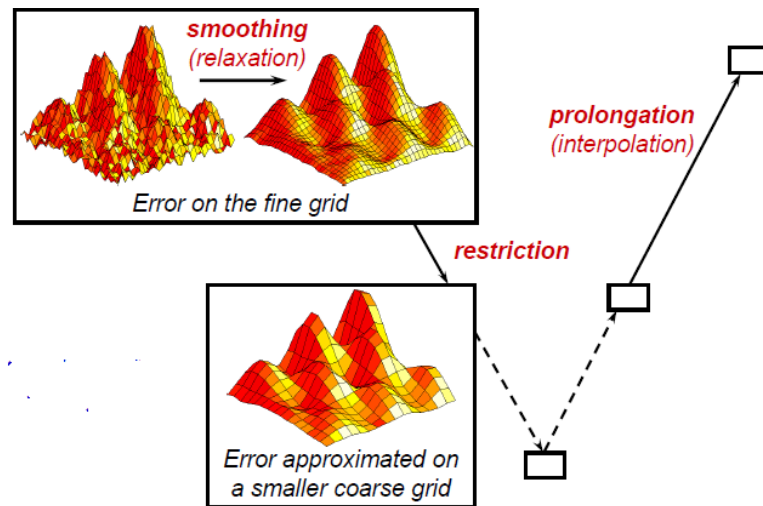 smoothing
(relaxation)
prolongation
(interpolation)
Error on the fine grid
restriction
Error approximated on
a smaller coarse grid